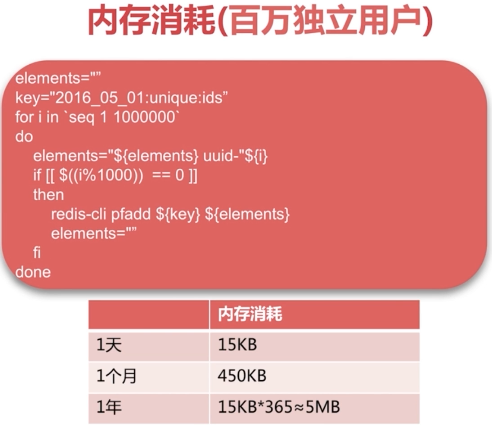 内存消耗(百万独立用户)
elements=""
key="2016_05_01:unique:ids"
for i in `seq 1 1000000`
do
elements="${elements} uuid-"${i}
if [[ $((i%1000)) == 0 ]]
then
redis-cli pfadd ${key} ${elements}
elements=""
fi
done
内存消耗
1天 15KB
1个月 450KB
1年 15KB*365≈5MB